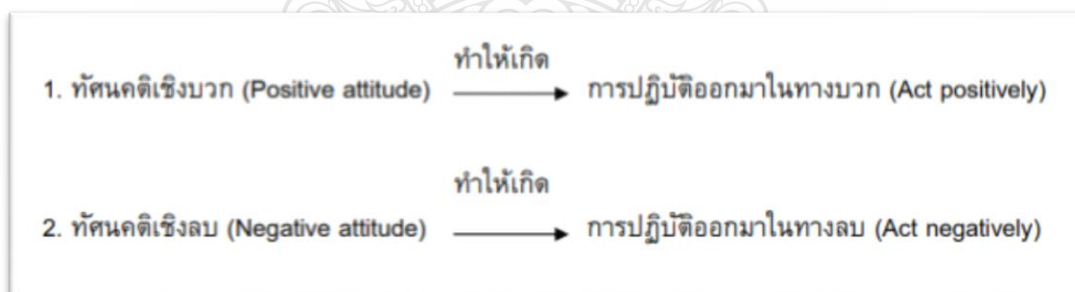 ทำให้เกิด
1. ทัศนคติเชิงบวก (Positive attitude) การปฏิบัติออกมาในทางบวก (Act positively)
ทำให้เกิด
2. ทัศนคติเชิงลบ (Negative attitude) การปฏิบัติออกมาในทางลบ (Act negatively)